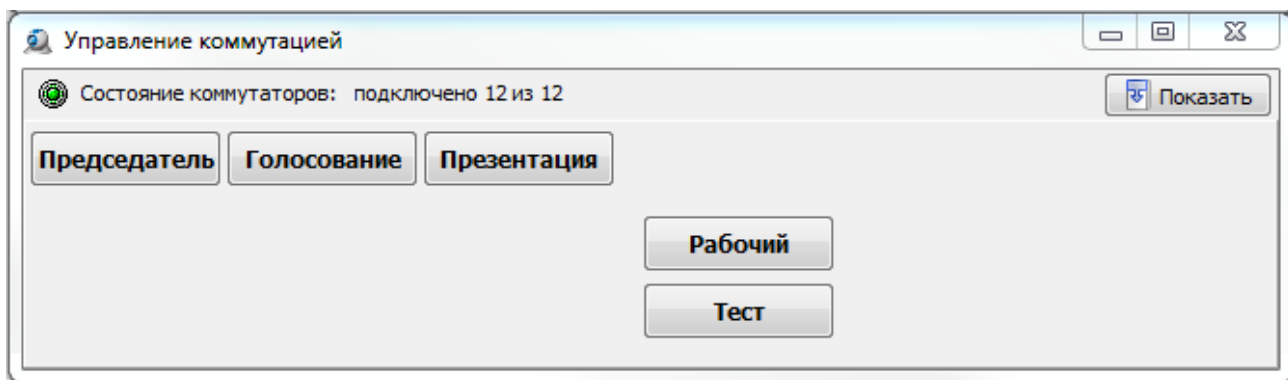 Управление коммутацией
Состояние коммутаторов: подключено 12 из 12
Показать
Председатель Голосование Презентация
Рабочий
Тест